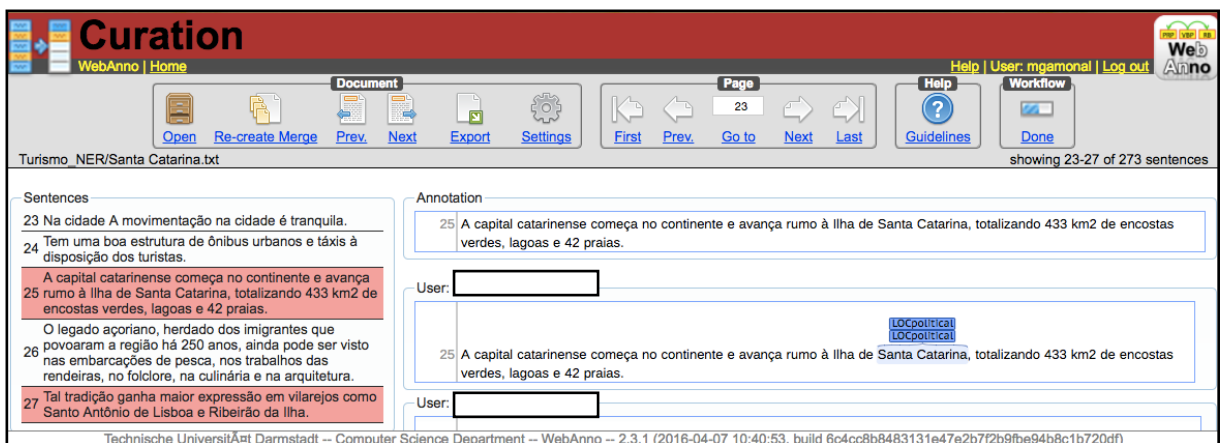 Curation
WebAnno | Home
Help | User: mgamonal | Log out
PRP VBP RB
Web
Anno
Document
Page
Help
Workflow
23
Open Re-create Merge Prev. Next Export Settings
First Prev. Go to Next Last
Guidelines
Done
Turismo_NER/Santa Catarina.txt
showing 23-27 of 273 sentences
Sentences
23 Na cidade A movimentação na cidade é tranquila.
24 Tem uma boa estrutura de ônibus urbanos e táxis à
disposição dos turistas.
A capital catarinense começa no continente e avança
25 rumo à Ilha de Santa Catarina, totalizando 433 km2 de
encostas verdes, lagoas e 42 praias.
O legado açoriano, herdado dos imigrantes que
26 povoaram a região há 250 anos, ainda pode ser visto
nas embarcações de pesca, nos trabalhos das
rendeiras, no folclore, na culinária e na arquitetura.
27 Tal tradição ganha maior expressão em vilarejos como
Santo Antônio de Lisboa e Ribeirão da Ilha.
Annotation
25 A capital catarinense começa no continente e avança rumo à Ilha de Santa Catarina, totalizando 433 km2 de encostas
verdes, lagoas e 42 praias.
User:
LOCpolitical
LOCpolitical
25 A capital catarinense começa no continente e avança rumo à Ilha de Santa Catarina, totalizando 433 km2 de encostas
verdes, lagoas e 42 praias.
User:
Technische UniversitÃ¤t Darmstadt -- Computer Science Department -- WebAnno -- 2.3.1 (2016-04-07 10:40:53, build 6c4cc8b8483131e47e2b7f2b9fbe94b8c1b720df)